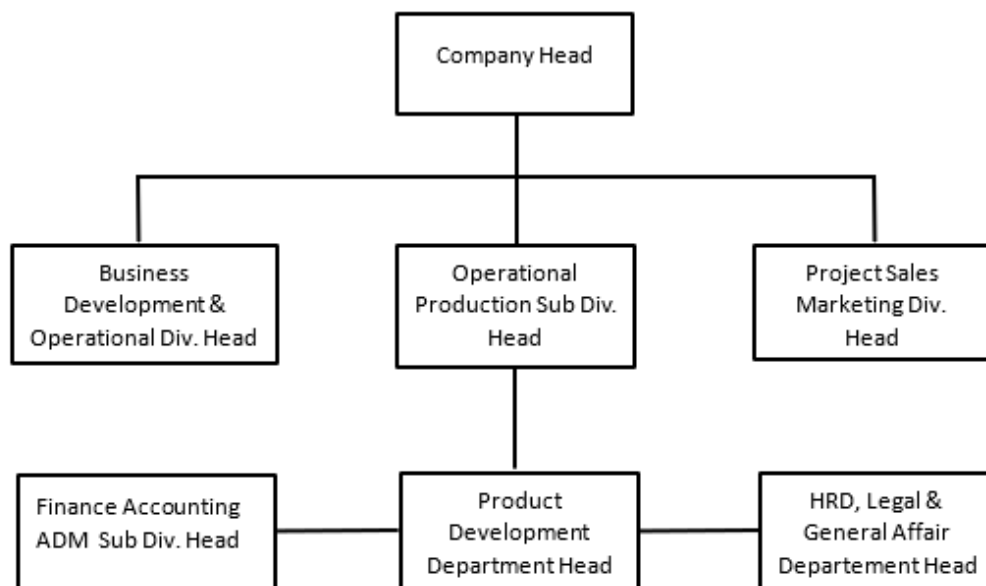 Company Head
Business
Development &
Operational Div. Head
Operational
Production Sub Div.
Head
Project Sales
Marketing Div.
Head
Finance Accounting
ADM Sub Div. Head
Product
Development
Department Head
HRD, Legal &
General Affair
Departement Head